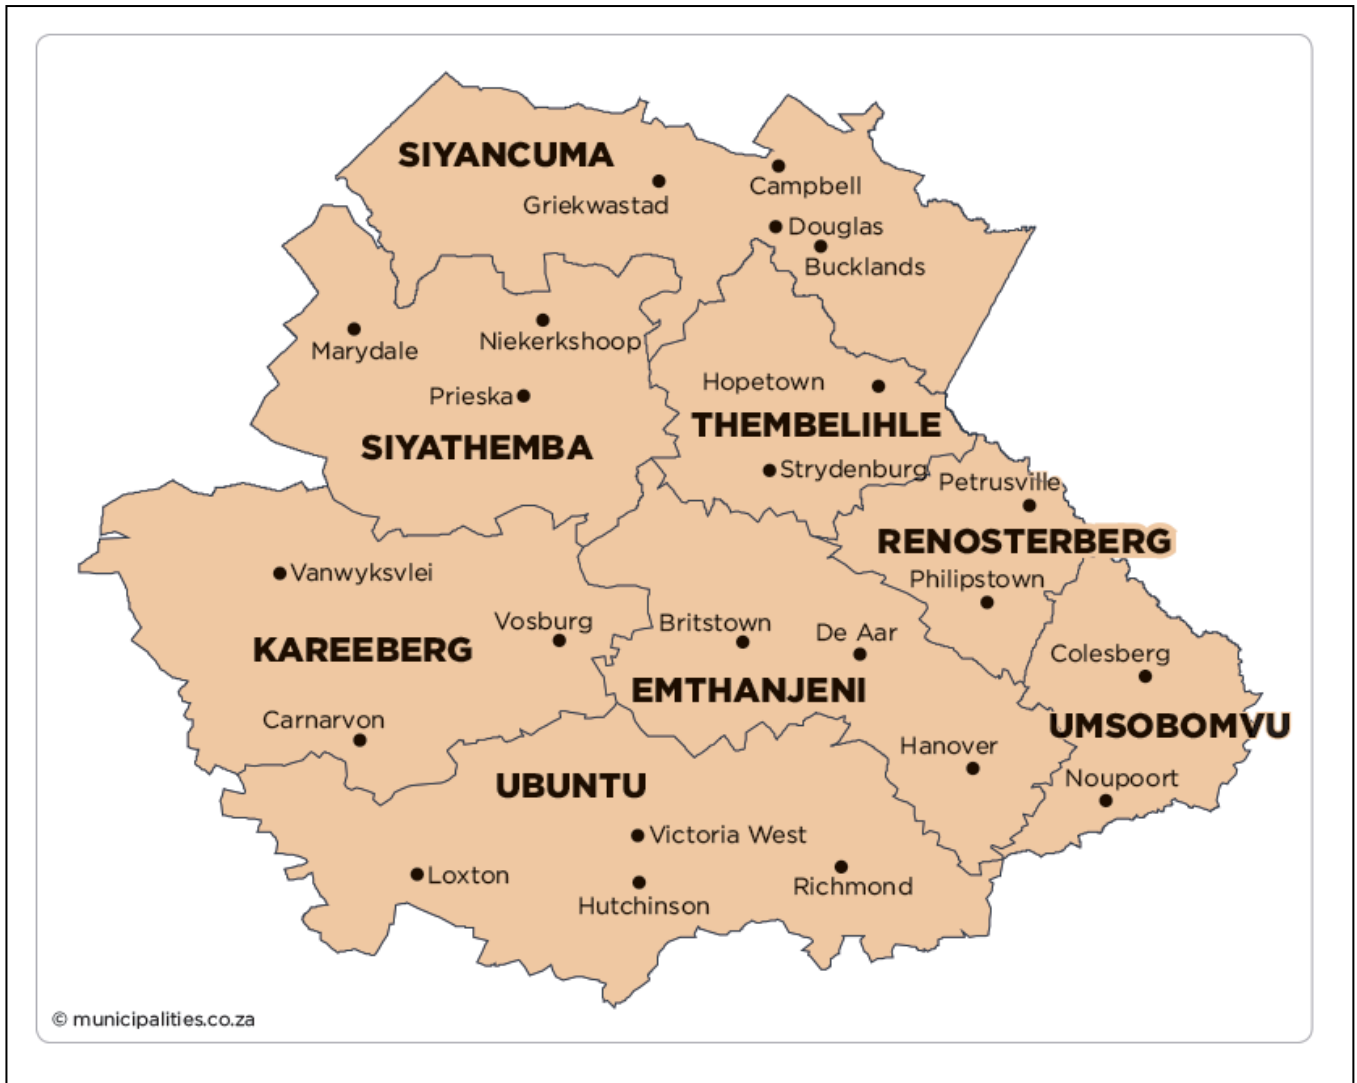 SIYANCUMA
Griekwastad
Campbell
Douglas
Bucklands
Marydale
Niekerkshoop
Prieska
SIYATHEMBA
Hopetown
THEMBELIHLE
Strydenburg
Petrusville
RENOSTERBERG
Philipstown
Vanwyksvlei
Vosburg
KAREEBERG
Carnarvon
Britstown
De Aar
EMTHANJENI
Hanover
Colesberg
UMSOBOMVU
Noupoort
UBUNTU
Victoria West
Loxton
Hutchinson
Richmond
© municipalities.co.za